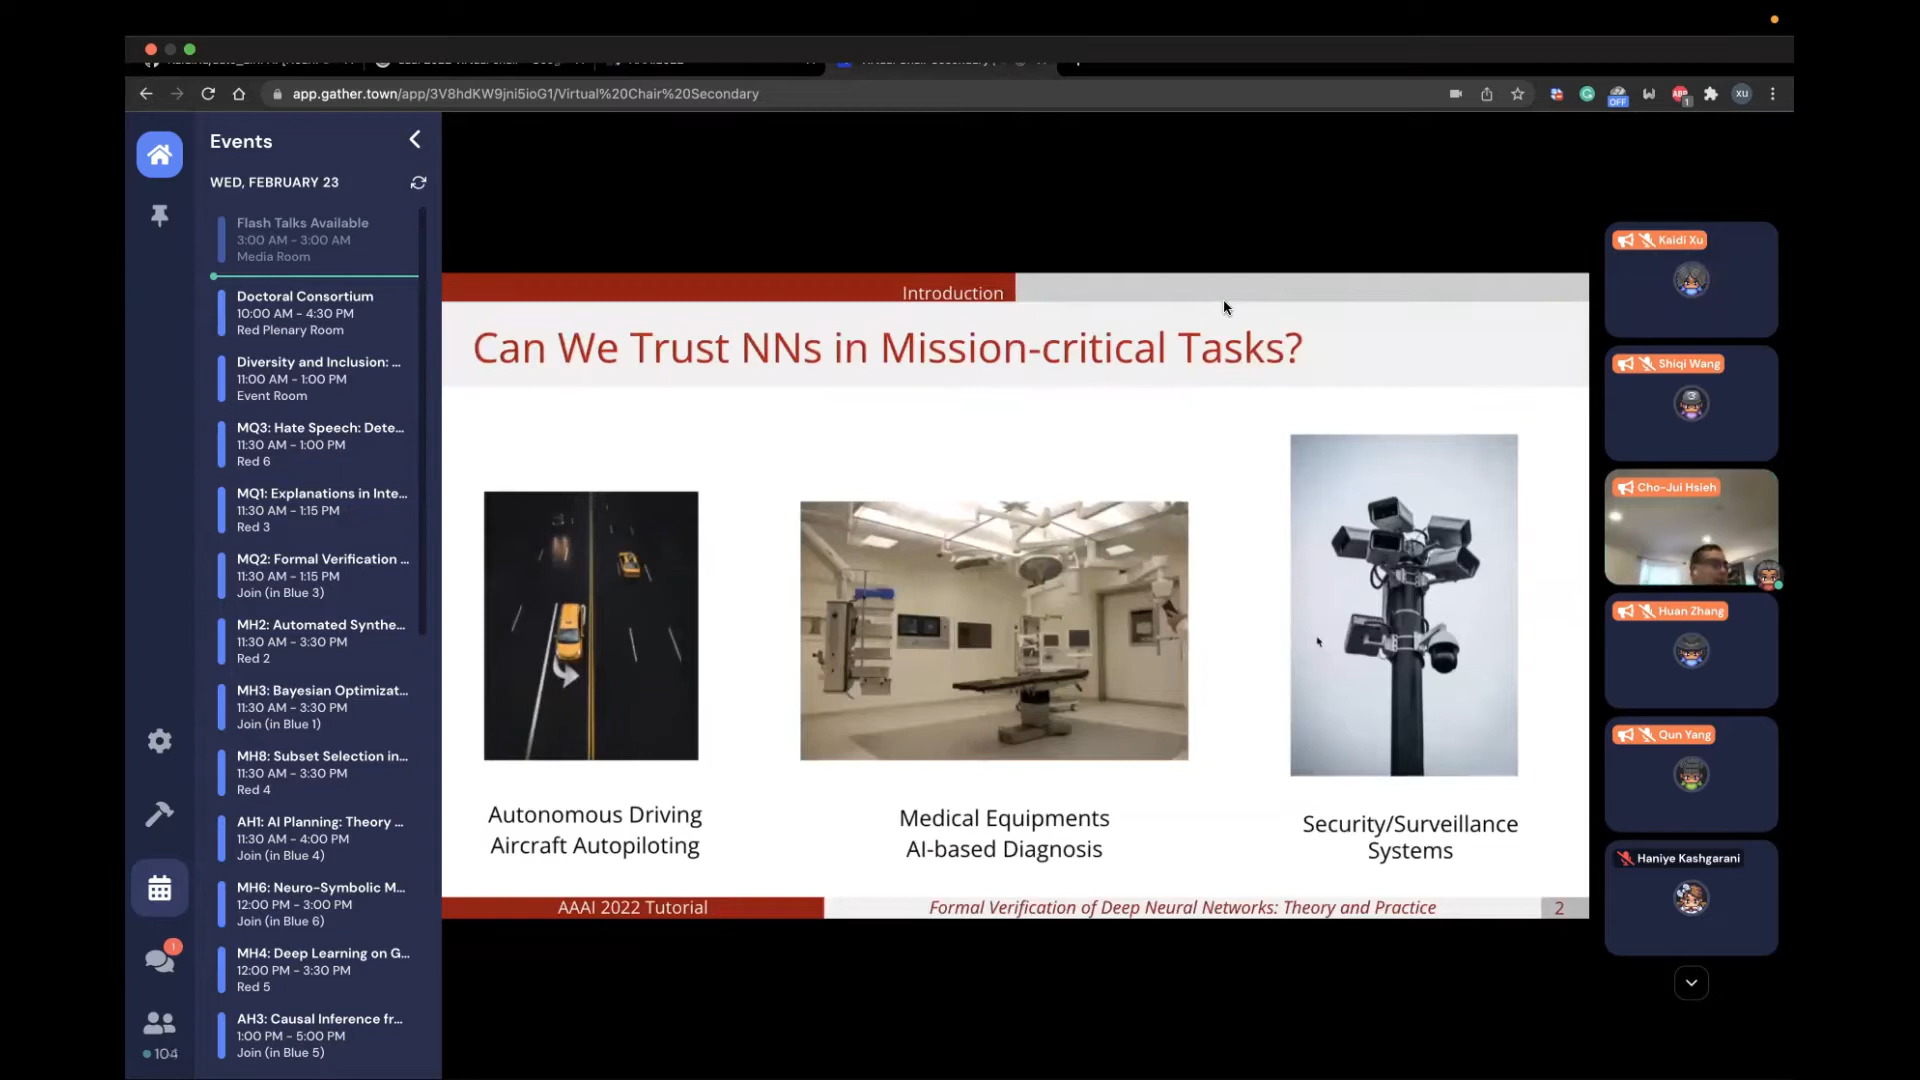 app.gather.town/app/3V8hdKW9jni5ioG1/Virtual%20Chair%20Secondary
OFF
ABP
1
XU
Events
WED, FEBRUARY 23
Flash Talks Available
3:00 AM - 3:00 AM
Media Room
Doctoral Consortium
10:00 AM - 4:30 PM
Red Plenary Room
Diversity and Inclusion: ...
11:00 AM - 1:00 PM
Event Room
MQ3: Hate Speech: Dete...
11:30 AM - 1:00 PM
Red 6
MQ1: Explanations in Inte...
11:30 AM - 1:15 PM
Red 3
MQ2: Formal Verification ...
11:30 AM - 1:15 PM
Join (in Blue 3)
MH2: Automated Synthe...
11:30 AM - 3:30 PM
Red 2
MH3: Bayesian Optimizat...
11:30 AM - 3:30 PM
Join (in Blue 1)
MH8: Subset Selection in...
11:30 AM - 3:30 PM
Red 4
AH1: AI Planning: Theory ...
11:30 AM - 4:00 PM
Join (in Blue 4)
MH6: Neuro-Symbolic M...
12:00 PM - 3:00 PM
Join (in Blue 6)
MH4: Deep Learning on G...
12:00 PM - 3:30 PM
Red 5
AH3: Causal Inference fr...
1:00 PM - 5:00 PM
Join (in Blue 5)
1
104
Introduction
Can We Trust NNs in Mission-critical Tasks?
Autonomous Driving
Aircraft Autopiloting
Medical Equipments
AI-based Diagnosis
Security/Surveillance
Systems
AAAI 2022 Tutorial
Formal Verification of Deep Neural Networks: Theory and Practice
2
Kaidi Xu
Shiqi Wang
Cho-Jui Hsieh
Huan Zhang
Qun Yang
Haniye Kashgarani